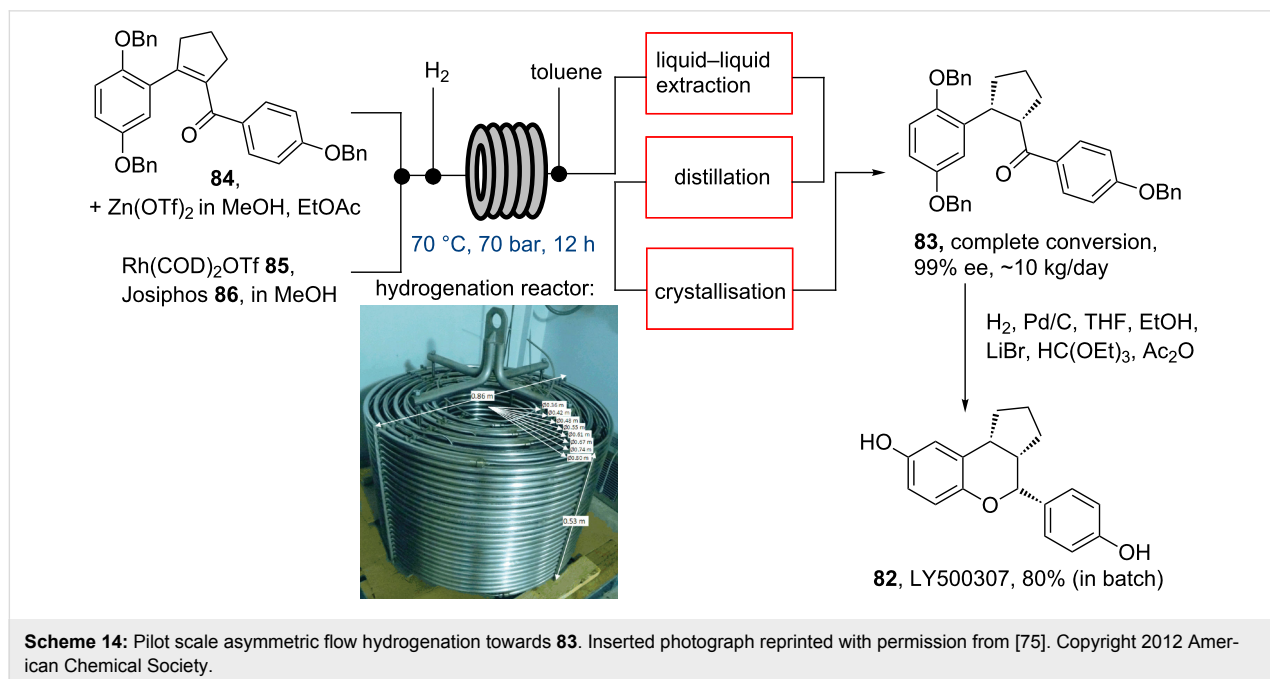 OBn
O
OBn
OBn
84,
+ Zn(OTf)2 in MeOH, EtOAc
Rh(COD)2OTf 85,
Josiphos 86, in MeOH
H2
toluene
70 °C, 70 bar, 12 h
hydrogenation reactor:
0.86 m
0.53 m
liquid–liquid
extraction
distillation
crystallisation
OBn
O
OBn
OBn
83, complete conversion,
99% ee, ~10 kg/day
H2, Pd/C, THF, EtOH,
LiBr, HC(OEt)3, Ac2O
HO
O
OH
82, LY500307, 80% (in batch)
Scheme 14: Pilot scale asymmetric flow hydrogenation towards 83. Inserted photograph reprinted with permission from [75]. Copyright 2012 Amer-
ican Chemical Society.